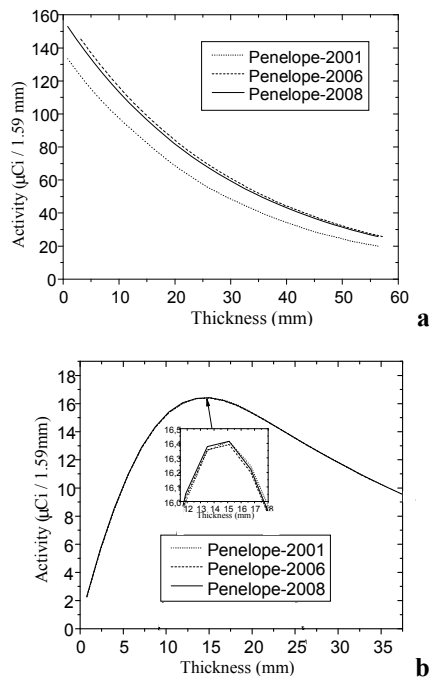 160
140
120
100
80
60
40
20
0
Activity (μCi / 1.59 mm)
Penelope-2001
Penelope-2006
Penelope-2008
0 10 20 30 40 50 60
Thickness (mm)
a
18
16
14
12
10
8
6
4
2
0
Activity (μCi / 1.59mm)
16,5
16,4
16,3
16,2
16,1
16,0
12 13 14 15 16 17 18
Thickness (mm)
Penelope-2001
Penelope-2006
Penelope-2008
0 5 10 15 20 25 30 35
Thickness (mm)
b